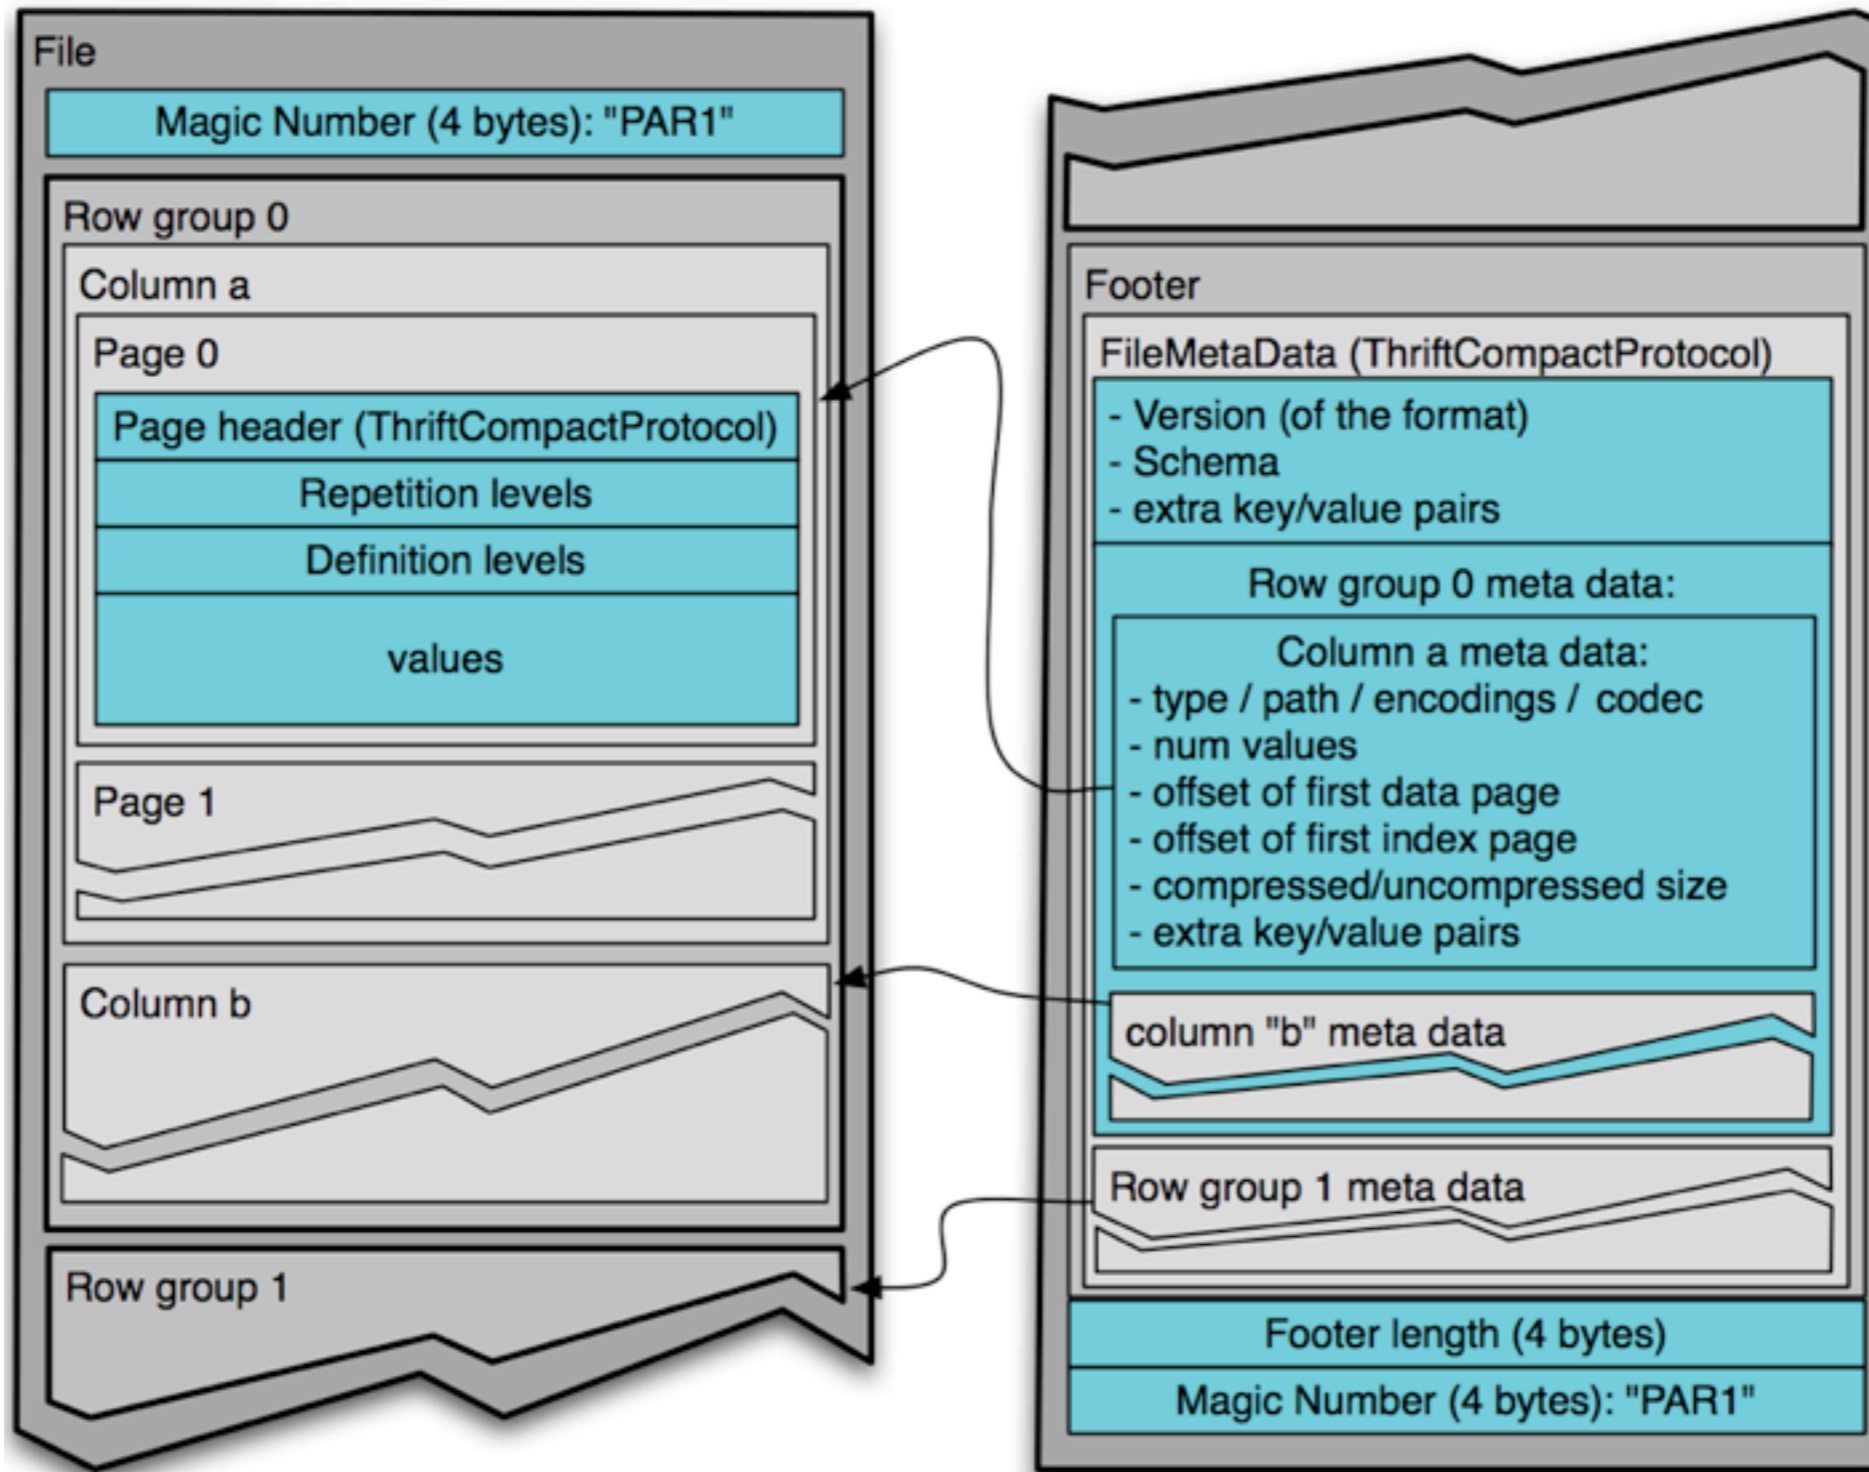 File
Magic Number (4 bytes): "PAR1"
Row group 0
Column a
Page 0
Page header (ThriftCompactProtocol)
Repetition levels
Definition levels
values
Page 1
Column b
Row group 1
Footer
FileMetaData (ThriftCompactProtocol)
- Version (of the format)
- Schema
- extra key/value pairs
Row group 0 meta data:
Column a meta data:
- type / path / encodings / codec
- num values
- offset of first data page
- offset of first index page
- compressed/uncompressed size
- extra key/value pairs
column "b" meta data
Row group 1 meta data
Footer length (4 bytes)
Magic Number (4 bytes): "PAR1"